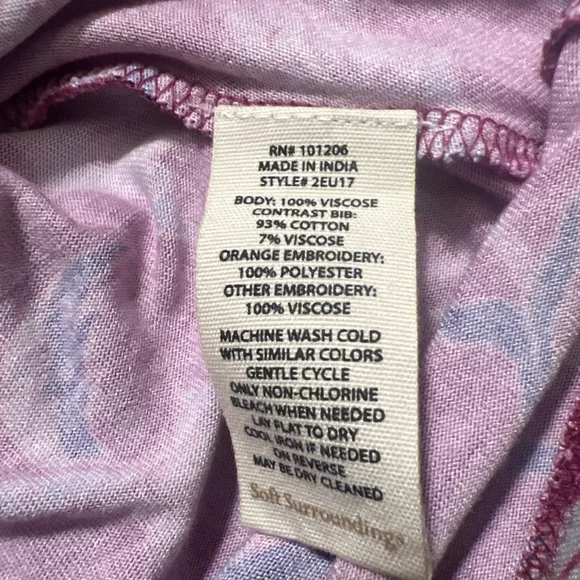 RN# 101206
MADE IN INDIA
STYLE# 2EU17
BODY: 100% VISCOSE
CONTRAST BIB:
93% COTTON
7% VISCOSE
ORANGE EMBROIDERY:
100% POLYESTER
OTHER EMBROIDERY:
100% VISCOSE
MACHINE WASH COLD
WITH SIMILAR COLORS
GENTLE CYCLE
ONLY NON-CHLORINE
BLEACH WHEN NEEDED
LAY FLAT TO DRY
COOL IRON IF NEEDED
ON REVERSE
MAY BE DRY CLEANED
Soft Surroundings